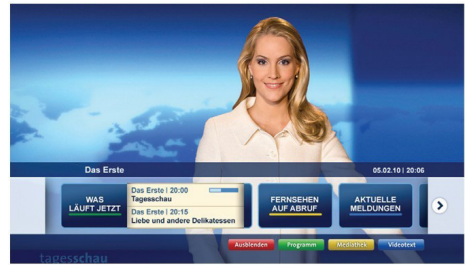 Das Erste
05.02.10 | 20:06
WAS
LÄUFT JETZT
Das Erste | 20:00
Tagesschau
Das Erste | 20:15
Liebe und andere Delikatessen
FERNSEHEN
AUF ABRUF
AKTUELLE
MELDUNGEN
Ausblenden
Programm
Mediathek
Videotext
tagesschau